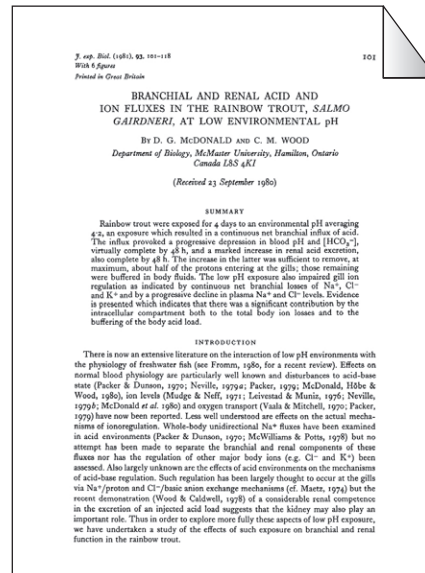 J. exp. Biol. (1981), 93, 101-118
101
With 6 figures
Printed in Great Britain
BRANCHIAL AND RENAL ACID AND
ION FLUXES IN THE RAINBOW TROUT, SALMO
GAIRDNERI, AT LOW ENVIRONMENTAL pH
BY D. G. McDONALD AND C. M. WOOD
Department of Biology, McMaster University, Hamilton, Ontario
Canada L8S 4K1
(Received 23 September 1980)
SUMMARY
Rainbow trout were exposed for 4 days to an environmental pH averaging
4·2, an exposure which resulted in a continuous net branchial influx of acid.
The influx provoked a progressive depression in blood pH and [HCO₃⁻],
virtually complete by 48 h, and a marked increase in renal acid excretion,
also complete by 48 h. The increase in the latter was sufficient to remove, at
maximum, about half of the protons entering at the gills; those remaining
were buffered in body fluids. The low pH exposure also impaired gill ion
regulation as indicated by continuous net branchial losses of Na⁺, Cl⁻
and K⁺ and by a progressive decline in plasma Na⁺ and Cl⁻ levels. Evidence
is presented which indicates that there was a significant contribution by the
intracellular compartment both to the total body ion losses and to the
buffering of the body acid load.
INTRODUCTION
There is now an extensive literature on the interaction of low pH environments with
the physiology of freshwater fish (see Fromm, 1980, for a recent review). Effects on
normal blood physiology are particularly well known and disturbances to acid-base
state (Packer & Dunson, 1970; Neville, 1979a; Packer, 1979; McDonald, Hōbe &
Wood, 1980), ion levels (Mudge & Neff, 1971; Leivestad & Muniz, 1976; Neville,
1979b; McDonald et al. 1980) and oxygen transport (Vaala & Mitchell, 1970; Packer,
1979) have now been reported. Less well understood are effects on the actual mecha-
nisms of ionoregulation. Whole-body unidirectional Na⁺ fluxes have been examined
in acid environments (Packer & Dunson, 1970; McWilliams & Potts, 1978) but no
attempt has been made to separate the branchial and renal components of these
fluxes nor has the regulation of other major body ions (e.g. Cl⁻ and K⁺) been
assessed. Also largely unknown are the effects of acid environments on the mechanisms
of acid-base regulation. Such regulation has been largely thought to occur at the gills
via Na⁺/proton and Cl⁻/basic anion exchange mechanisms (cf. Maetz, 1974) but the
recent demonstration (Wood & Caldwell, 1978) of a considerable renal competence
in the excretion of an injected acid load suggests that the kidney may also play an
important role. Thus in order to explore more fully these aspects of low pH exposure,
we have undertaken a study of the effects of such exposure on branchial and renal
function in the rainbow trout.